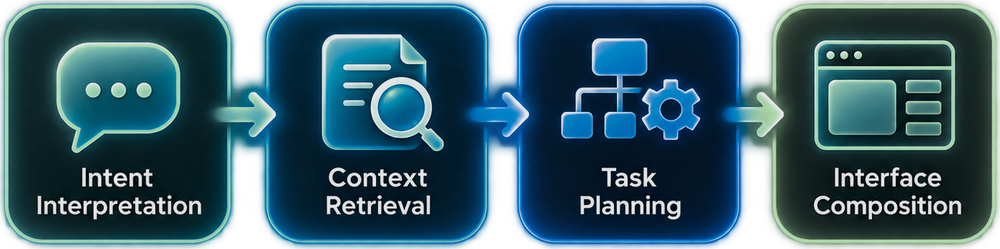 Intent
Interpretation
Context
Retrieval
Task
Planning
Interface
Composition